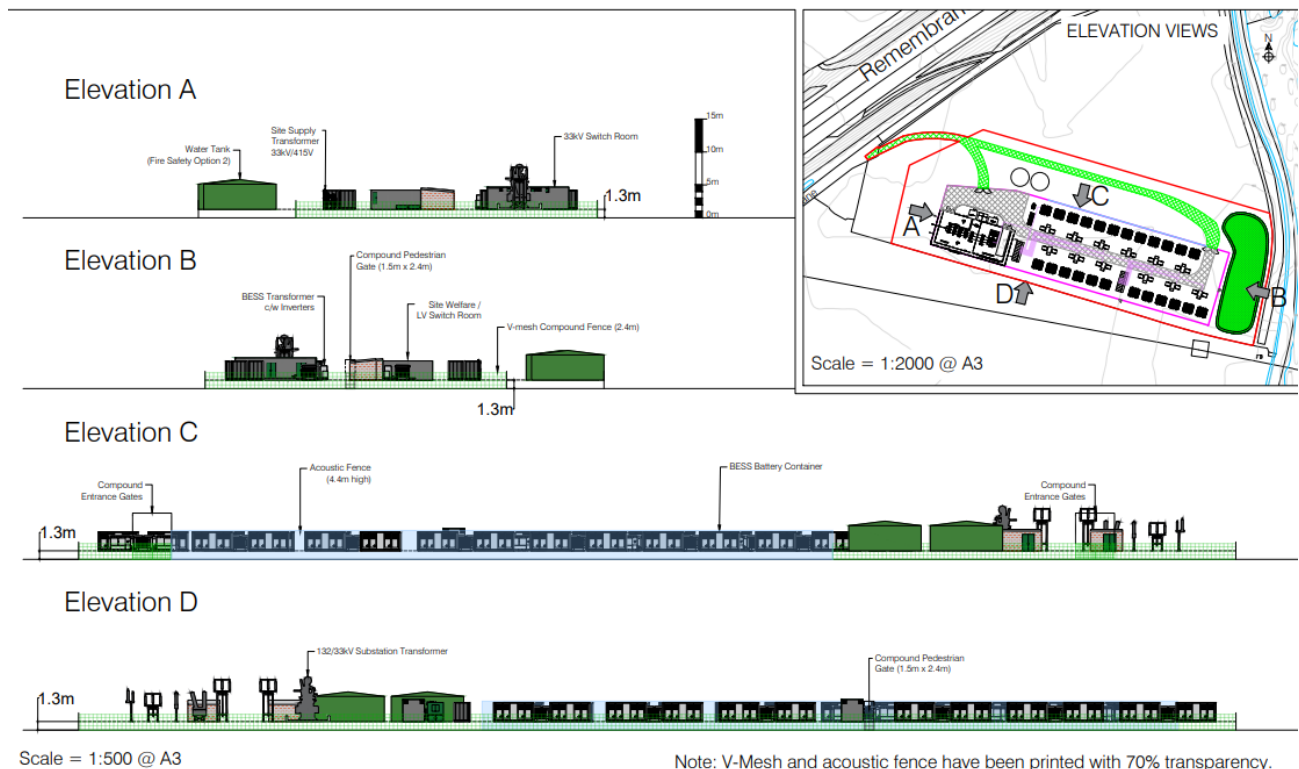 Elevation A
Water Tank
(Fire Safety Option 2)
Site Supply
Transformer
33kV/415V
33kV Switch Room
15m
10m
5m
0m
1.3m
Elevation B
BESS Transformer
c/w Inverters
Compound Pedestrian
Gate (1.5m x 2.4m)
Site Welfare /
LV Switch Room
V-mesh Compound Fence (2.4m)
1.3m
ELEVATION VIEWS
N
A
B
C
D
Scale = 1:2000 @ A3
Elevation C
1.3m
Compound
Entrance Gates
Acoustic Fence
(4.4m high)
BESS Battery Container
Compound
Entrance Gates
Elevation D
1.3m
132/33kV Substation Transformer
Compound Pedestrian
Gate (1.5m x 2.4m)
Scale = 1:500 @ A3
Note: V-Mesh and acoustic fence have been printed with 70% transparency.